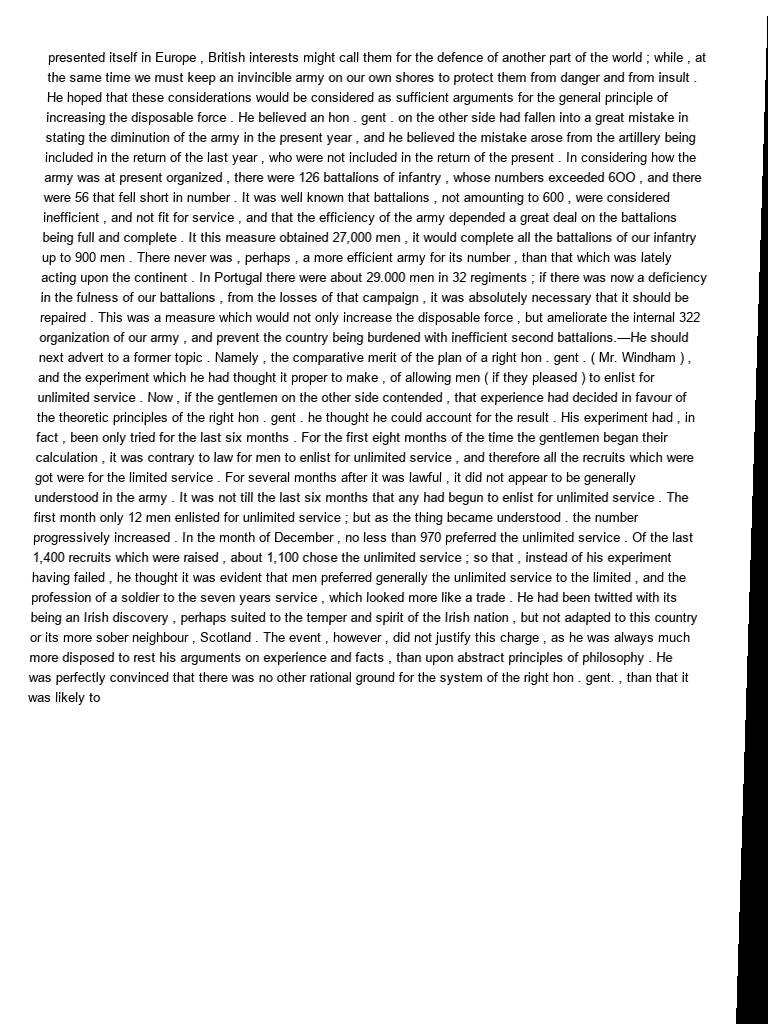 presented itself in Europe , British interests might call them for the defence of another part of the world ; while , at
the same time we must keep an invincible army on our own shores to protect them from danger and from insult .
He hoped that these considerations would be considered as sufficient arguments for the general principle of
increasing the disposable force . He believed an hon . gent . on the other side had fallen into a great mistake in
stating the diminution of the army in the present year , and he believed the mistake arose from the artillery being
included in the return of the last year , who were not included in the return of the present . In considering how the
army was at present organized , there were 126 battalions of infantry , whose numbers exceeded 6OO , and there
were 56 that fell short in number . It was well known that battalions , not amounting to 600 , were considered
inefficient , and not fit for service , and that the efficiency of the army depended a great deal on the battalions
being full and complete . It this measure obtained 27,000 men , it would complete all the battalions of our infantry
up to 900 men . There never was , perhaps , a more efficient army for its number , than that which was lately
acting upon the continent . In Portugal there were about 29.000 men in 32 regiments ; if there was now a deficiency
in the fulness of our battalions , from the losses of that campaign , it was absolutely necessary that it should be
repaired . This was a measure which would not only increase the disposable force , but ameliorate the internal 322
organization of our army , and prevent the country being burdened with inefficient second battalions.—He should
next advert to a former topic . Namely , the comparative merit of the plan of a right hon . gent . ( Mr. Windham ) ,
and the experiment which he had thought it proper to make , of allowing men ( if they pleased ) to enlist for
unlimited service . Now , if the gentlemen on the other side contended , that experience had decided in favour of
the theoretic principles of the right hon . gent . he thought he could account for the result . His experiment had , in
fact , been only tried for the last six months . For the first eight months of the time the gentlemen began their
calculation , it was contrary to law for men to enlist for unlimited service , and therefore all the recruits which were
got were for the limited service . For several months after it was lawful , it did not appear to be generally
understood in the army . It was not till the last six months that any had begun to enlist for unlimited service . The
first month only 12 men enlisted for unlimited service ; but as the thing became understood . the number
progressively increased . In the month of December , no less than 970 preferred the unlimited service . Of the last
1,400 recruits which were raised , about 1,100 chose the unlimited service ; so that , instead of his experiment
having failed , he thought it was evident that men preferred generally the unlimited service to the limited , and the
profession of a soldier to the seven years service , which looked more like a trade . He had been twitted with its
being an Irish discovery , perhaps suited to the temper and spirit of the Irish nation , but not adapted to this country
or its more sober neighbour , Scotland . The event , however , did not justify this charge , as he was always much
more disposed to rest his arguments on experience and facts , than upon abstract principles of philosophy . He
was perfectly convinced that there was no other rational ground for the system of the right hon . gent. , than that it
was likely to